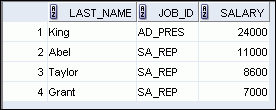 LAST_NAME JOB_ID SALARY
1 King AD_PRES 24000
2 Abel SA_REP 11000
3 Taylor SA_REP 8600
4 Grant SA_REP 7000